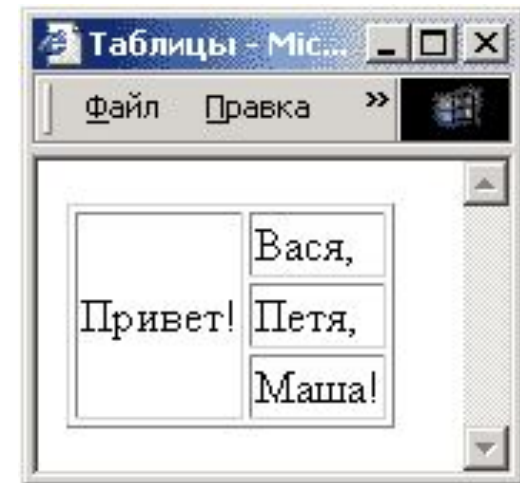 Таблицы - Mic...
Файл Правка »
Вася,
Привет! Петя,
Маша!